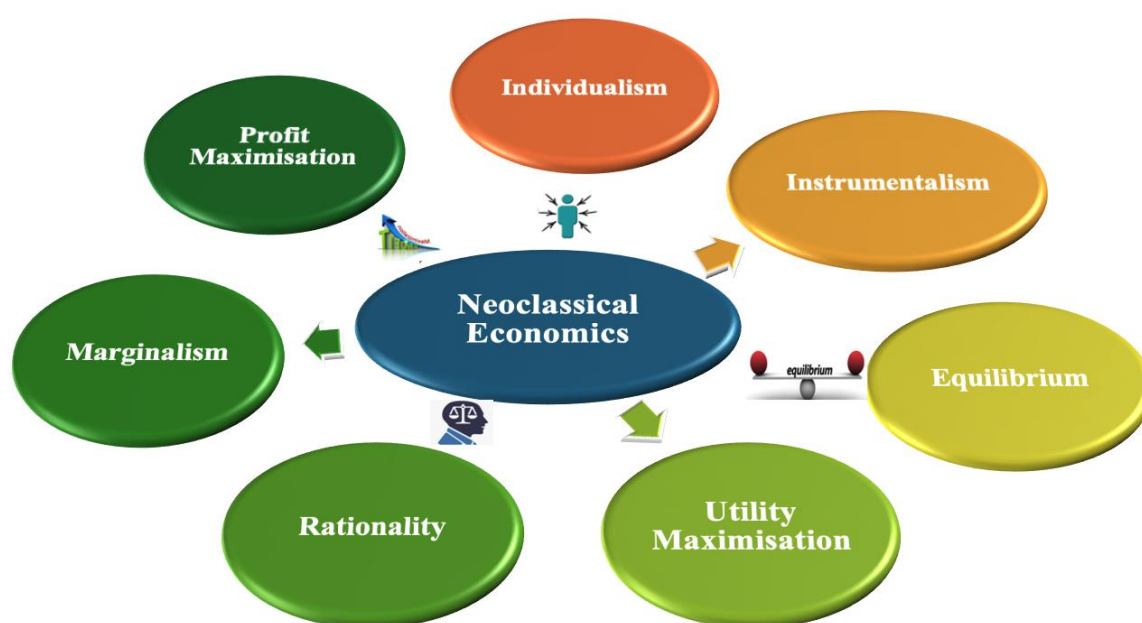 Individualism
Profit
Maximisation
Instrumentalism
Neoclassical
Economics
Marginalism
equilibrium
Equilibrium
Rationality
Utility
Maximisation